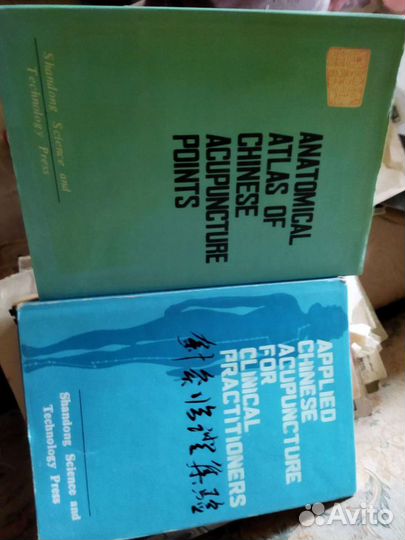 ANATOMICAL
ATLAS OF
CHINESE
ACUPUNCTURE
POINTS
Shandong Science and
Technology Press
APPLIED
CHINESE
ACUPUNCTURE
FOR
CLINICAL
PRACTITIONERS
Shandong Science and
Technology Press
Avito